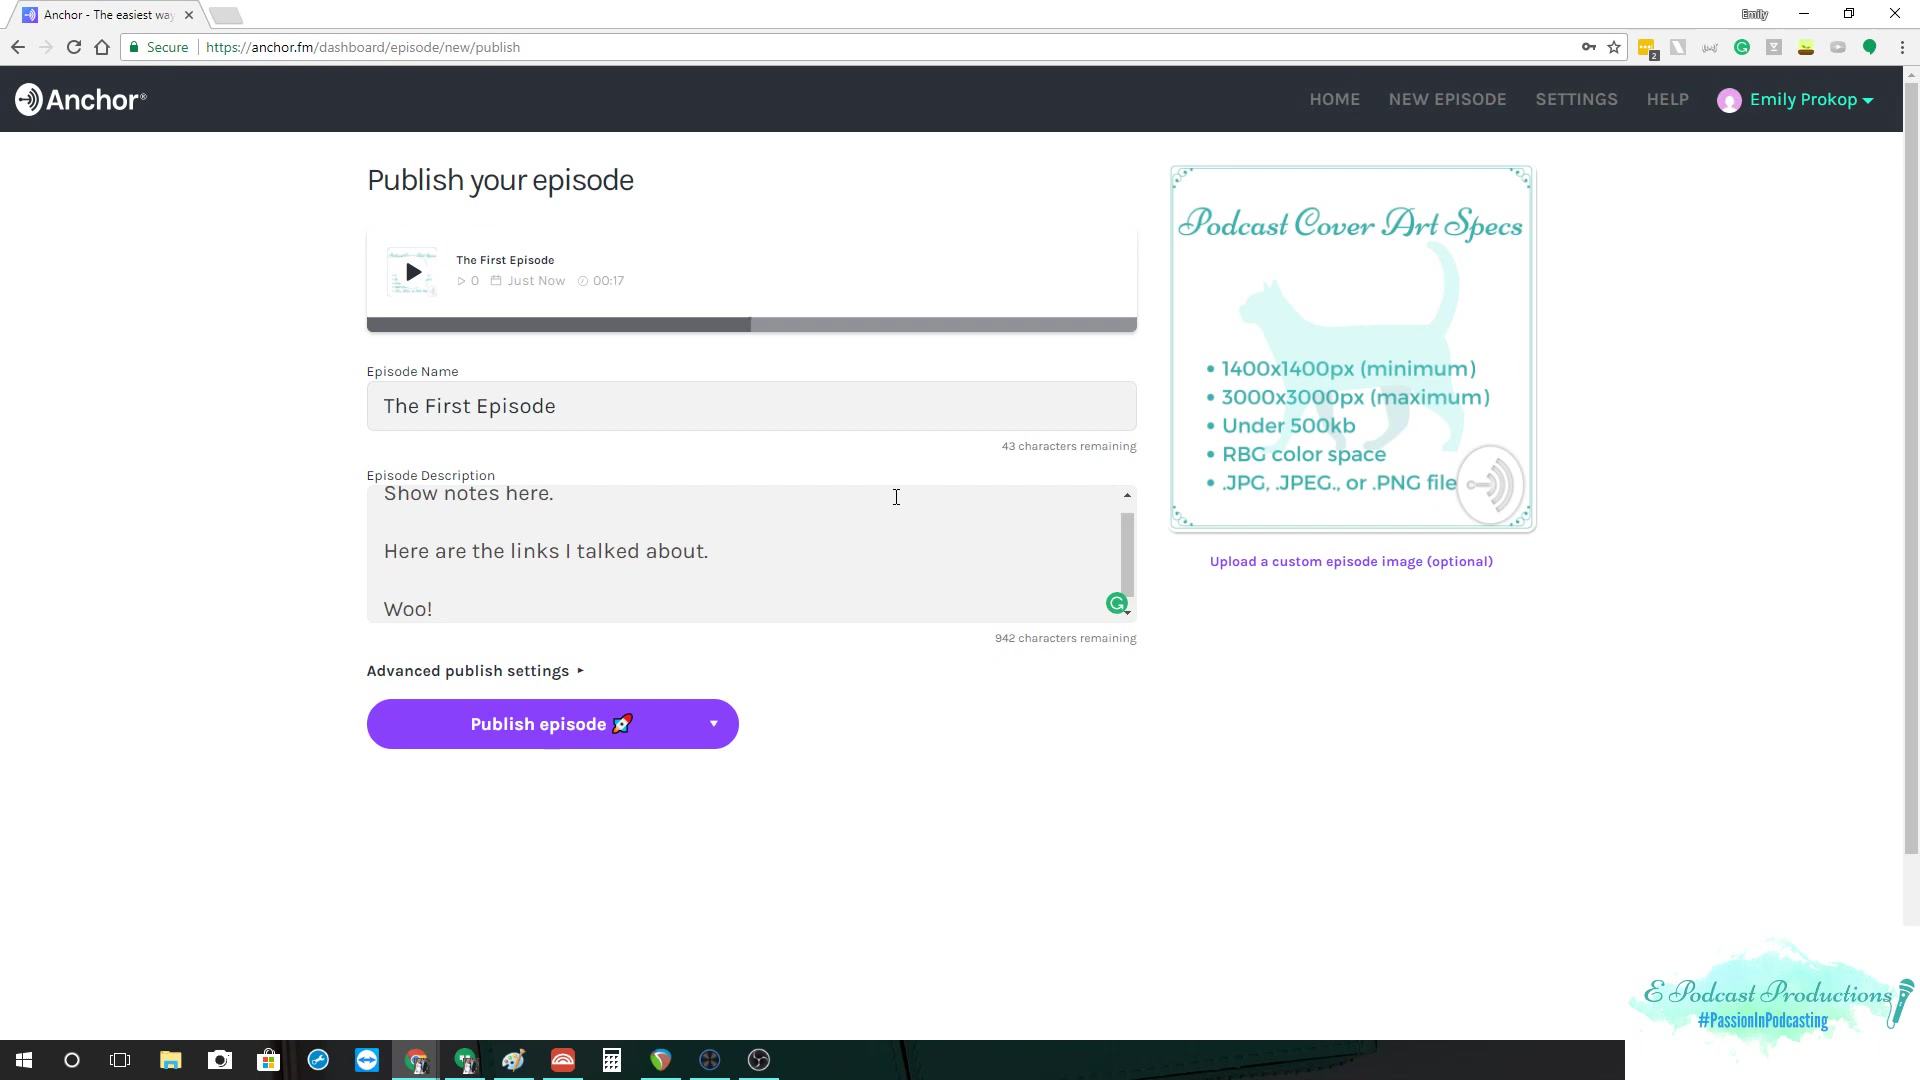 Anchor - The easiest way
Emily
Secure
https://anchor.fm/dashboard/episode/new/publish
2
Anchor®
HOME
NEW EPISODE
SETTINGS
HELP
Emily Prokop
Publish your episode
The First Episode
0
Just Now
00:17
Episode Name
The First Episode
43 characters remaining
Episode Description
Show notes here.
Here are the links I talked about.
Woo!
942 characters remaining
Advanced publish settings
Publish episode
Podcast Cover Art Specs
• 1400x1400px (minimum)
• 3000x3000px (maximum)
• Under 500kb
• RBG color space
• .JPG, .JPEG., or .PNG file
Upload a custom episode image (optional)
E Podcast Productions
#PassionInPodcasting